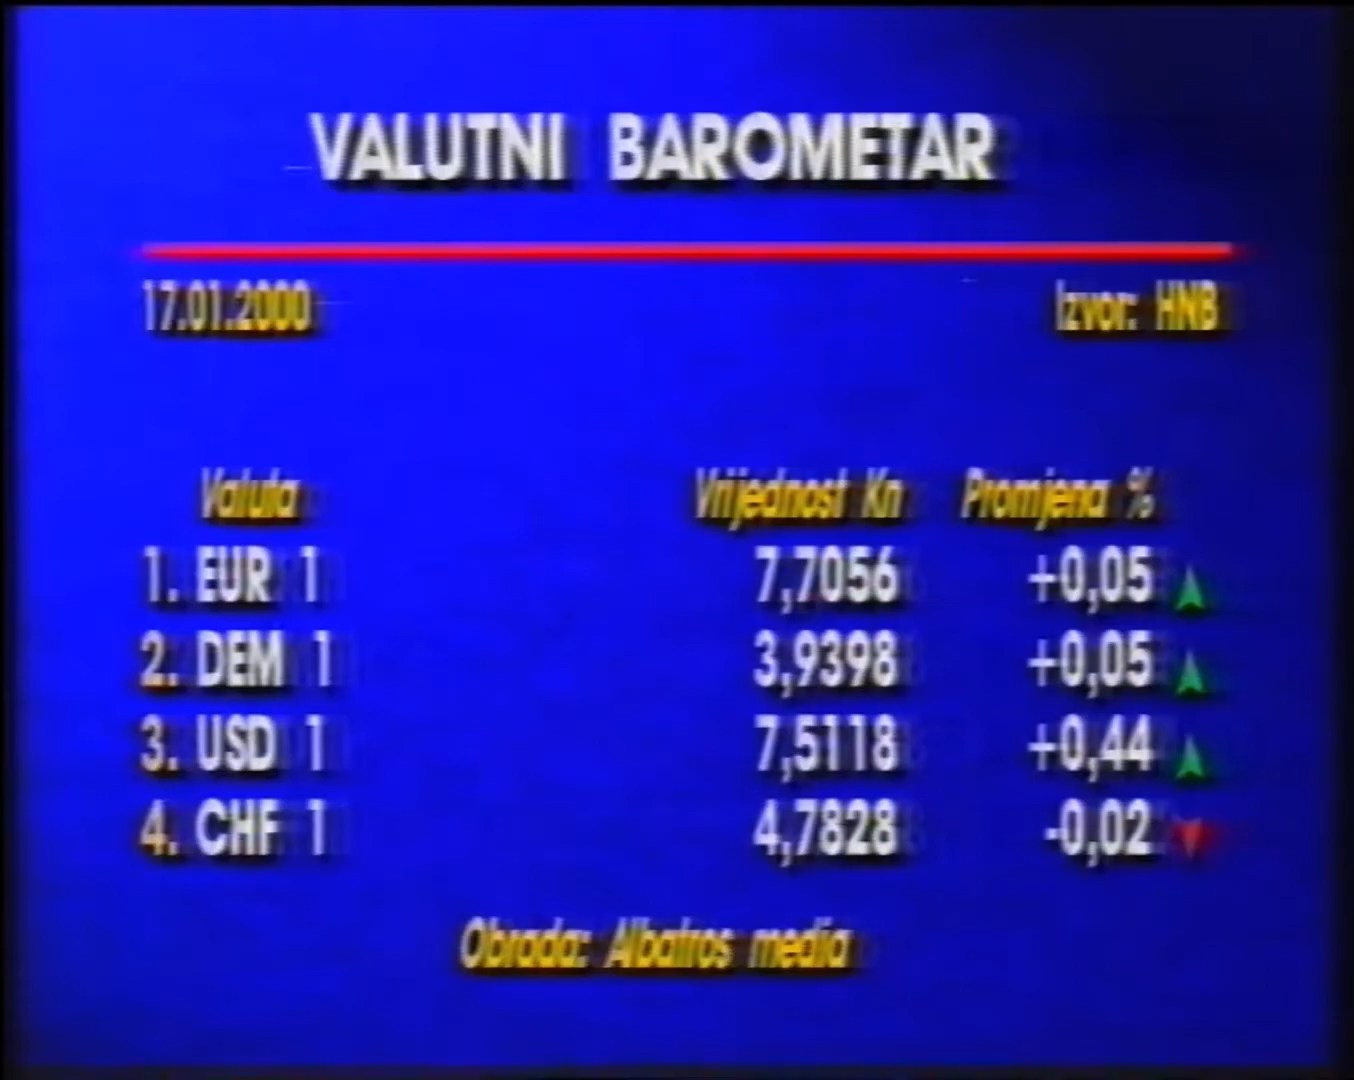 VALUTNI BAROMETAR
17.01.2000 Izvor: HNB
Valuta Vrijednost Kn Promjena %
1. EUR 1 7,7056 +0,05
2. DEM 1 3,9398 +0,05
3. USD 1 7,5118 +0,44
4. CHF 1 4,7828 -0,02
Obrada: Albatros media